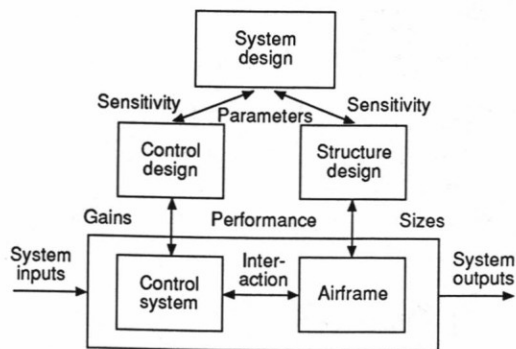 System
design
Sensitivity
Parameters
Sensitivity
Control
design
Structure
design
Gains
Performance
Sizes
System
inputs
Control
system
Inter-
action
Airframe
System
outputs